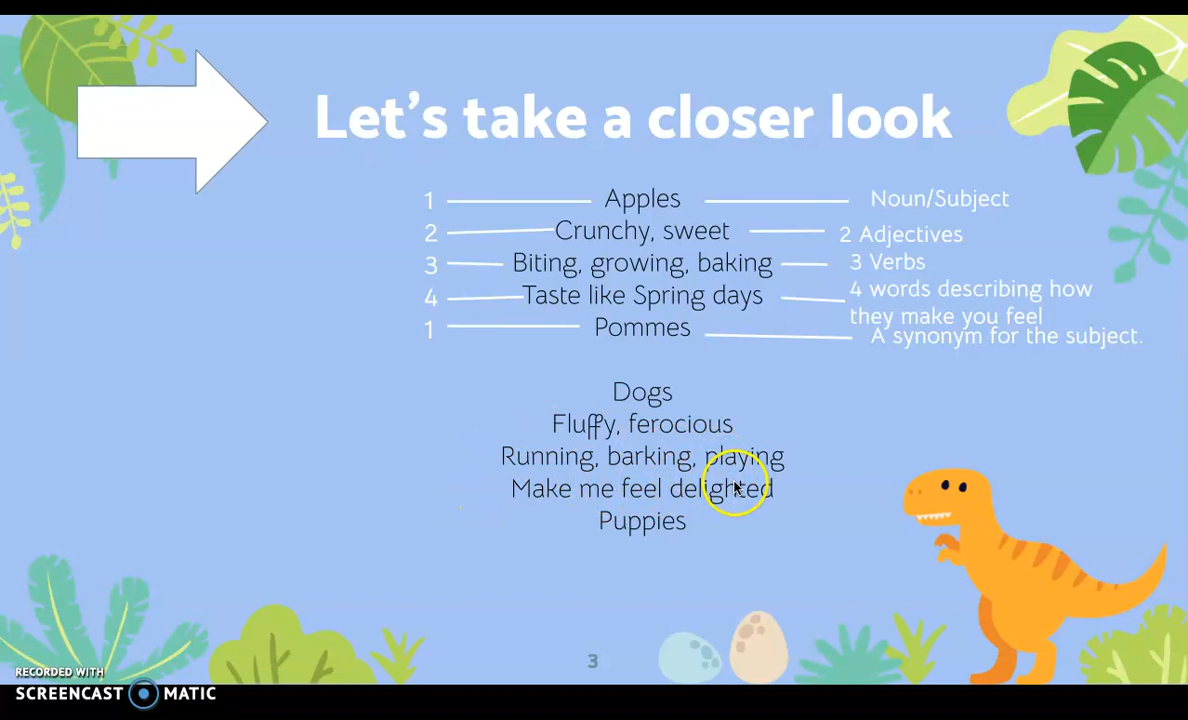 Let's take a closer look
1 Apples Noun/Subject
2 Crunchy, sweet 2 Adjectives
3 Biting, growing, baking 3 Verbs
4 Taste like Spring days 4 words describing how
they make you feel
1 Pommes A synonym for the subject.
Dogs
Fluffy, ferocious
Running, barking, playing
Make me feel delighted
Puppies
3
RECORDED WITH
SCREENCAST MATIC